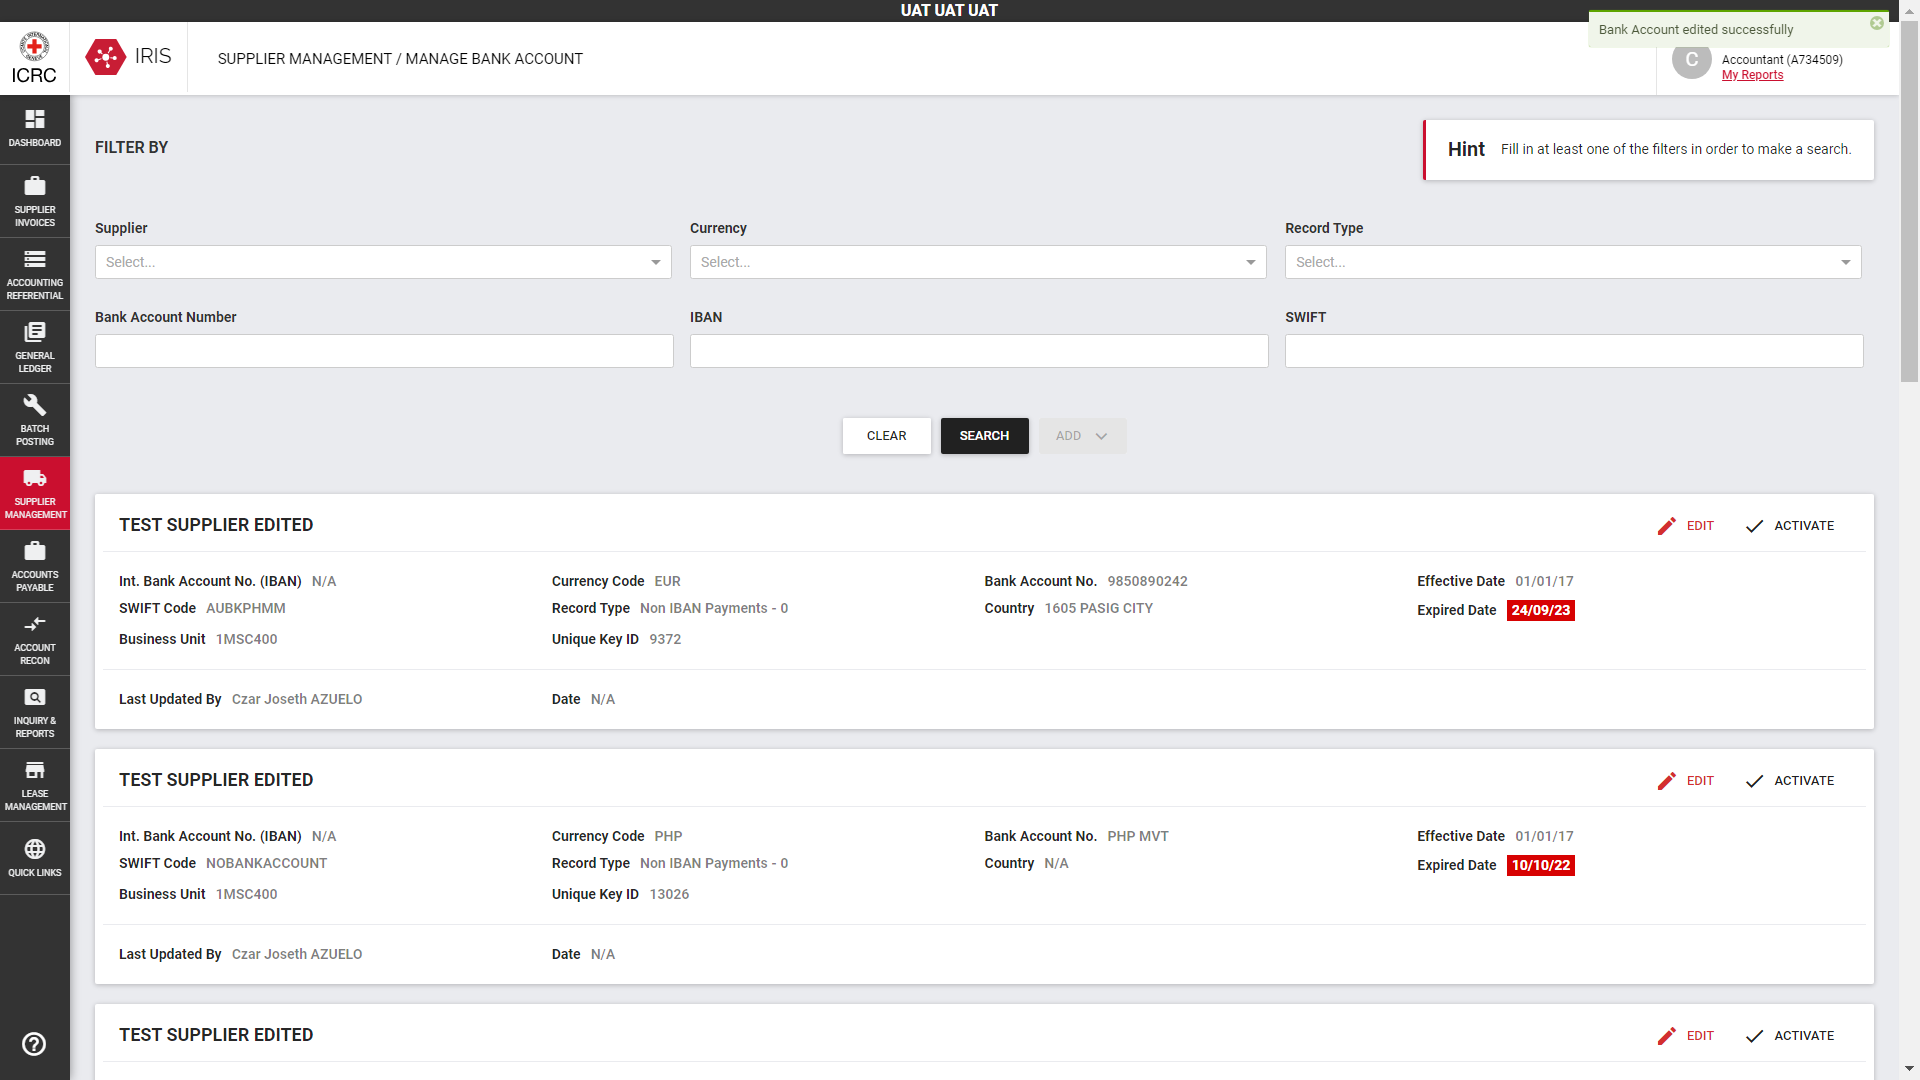 UAT UAT UAT
Bank Account edited successfully
ICRC
IRIS
SUPPLIER MANAGEMENT / MANAGE BANK ACCOUNT
C
Accountant (A734509)
My Reports
DASHBOARD
SUPPLIER
INVOICES
ACCOUNTING
REFERENTIAL
GENERAL
LEDGER
BATCH
POSTING
SUPPLIER
MANAGEMENT
ACCOUNTS
PAYABLE
ACCOUNT
RECON
INQUIRY &
REPORTS
LEASE
MANAGEMENT
QUICK LINKS
FILTER BY
Hint Fill in at least one of the filters in order to make a search.
Supplier Currency Record Type
Select... Select... Select...
Bank Account Number IBAN SWIFT
CLEAR SEARCH ADD
TEST SUPPLIER EDITED EDIT ACTIVATE
Int. Bank Account No. (IBAN) N/A Currency Code EUR Bank Account No. 9850890242 Effective Date 01/01/17
SWIFT Code AUBKPHMM Record Type Non IBAN Payments - 0 Country 1605 PASIG CITY Expired Date 24/09/23
Business Unit 1MSC400 Unique Key ID 9372
Last Updated By Czar Joseth AZUELO Date N/A
TEST SUPPLIER EDITED EDIT ACTIVATE
Int. Bank Account No. (IBAN) N/A Currency Code PHP Bank Account No. PHP MVT Effective Date 01/01/17
SWIFT Code NOBANKACCOUNT Record Type Non IBAN Payments - 0 Country N/A Expired Date 10/10/22
Business Unit 1MSC400 Unique Key ID 13026
Last Updated By Czar Joseth AZUELO Date N/A
TEST SUPPLIER EDITED EDIT ACTIVATE